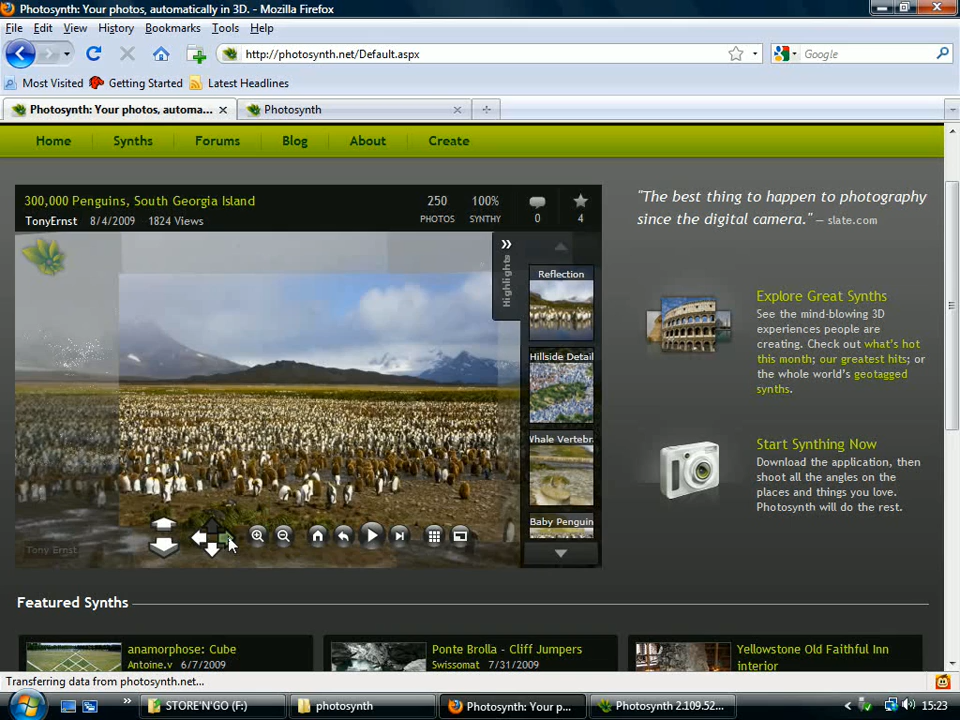 Photosynth: Your photos, automatically in 3D. - Mozilla Firefox
File Edit View History Bookmarks Tools Help
http://photosynth.net/Default.aspx
Google
Most Visited Getting Started Latest Headlines
Photosynth: Your photos, automa...
Photosynth
Home Synths Forums Blog About Create
300,000 Penguins, South Georgia Island
TonyErnst 8/4/2009 1824 Views
250 PHOTOS
100% SYNTHY
0
4
Highlights
Reflection
Hillside Detail
Whale Vertebra
Baby Penguin
Tony Ernst
"The best thing to happen to photography
since the digital camera." — slate.com
Explore Great Synths
See the mind-blowing 3D
experiences people are
creating. Check out what's hot
this month; our greatest hits; or
the whole world's geotagged
synths.
Start Synthing Now
Download the application, then
shoot all the angles on the
places and things you love.
Photosynth will do the rest.
Featured Synths
anamorphose: Cube
Antoine.v 6/7/2009
Ponte Brolla - Cliff Jumpers
Swissomat 7/31/2009
Yellowstone Old Faithful Inn
interior
Transferring data from photosynth.net...
STORE'N'GO (F:)
photosynth
Photosynth: Your p...
Photosynth 2.109.52...
15:23